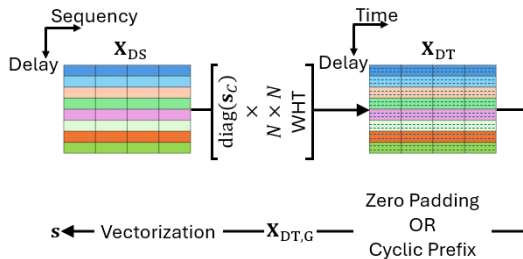 Sequency
Delay
X_DS
diag(s_C)
×
N × N
WHT
Time
Delay
X_DT
Zero Padding
OR
Cyclic Prefix
X_DT,G
Vectorization
s